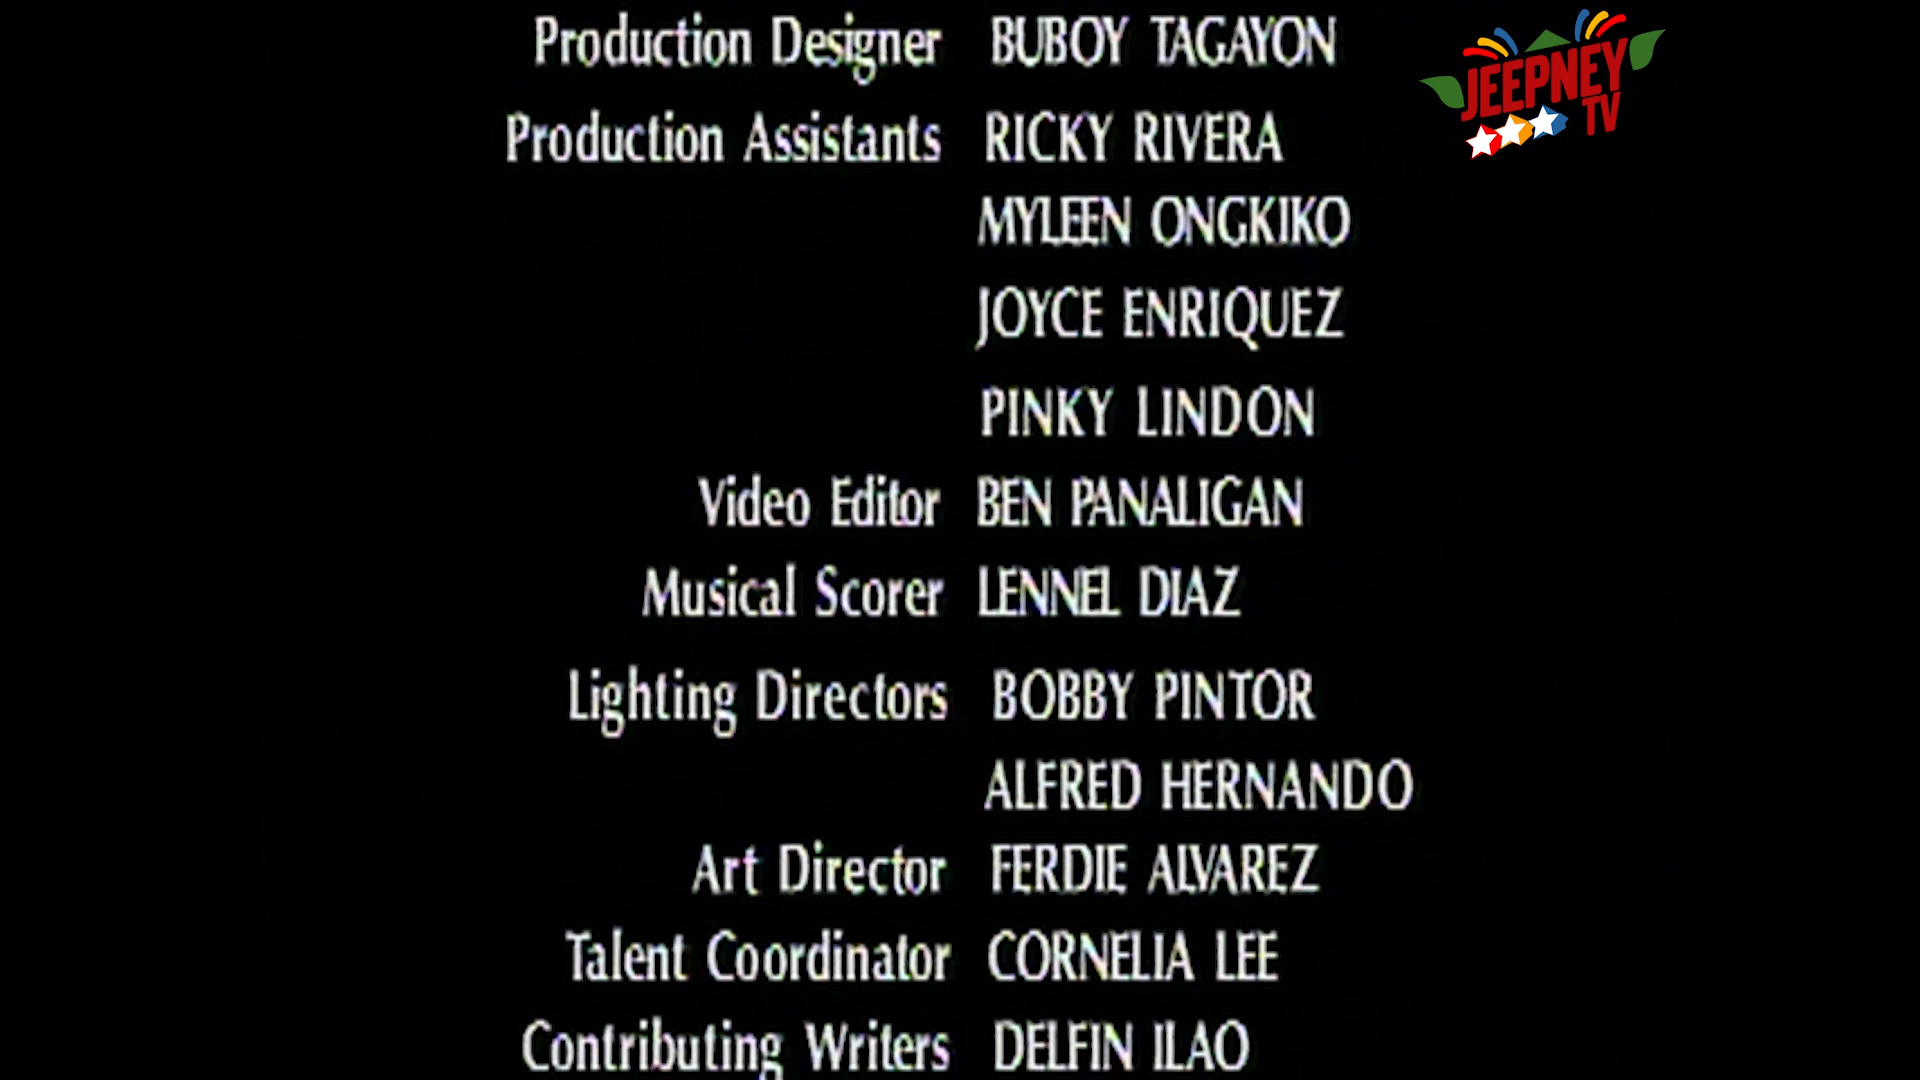 Production Designer BUBOY TAGAYON
JEEPNEY
TV
Production Assistants RICKY RIVERA
MYLEEN ONGKIKO
JOYCE ENRIQUEZ
PINKY LINDON
Video Editor BEN PANALIGAN
Musical Scorer LENNEL DIAZ
Lighting Directors BOBBY PINTOR
ALFRED HERNANDO
Art Director FERDIE ALVAREZ
Talent Coordinator CORNELIA LEE
Contributing Writers DELFIN ILAO